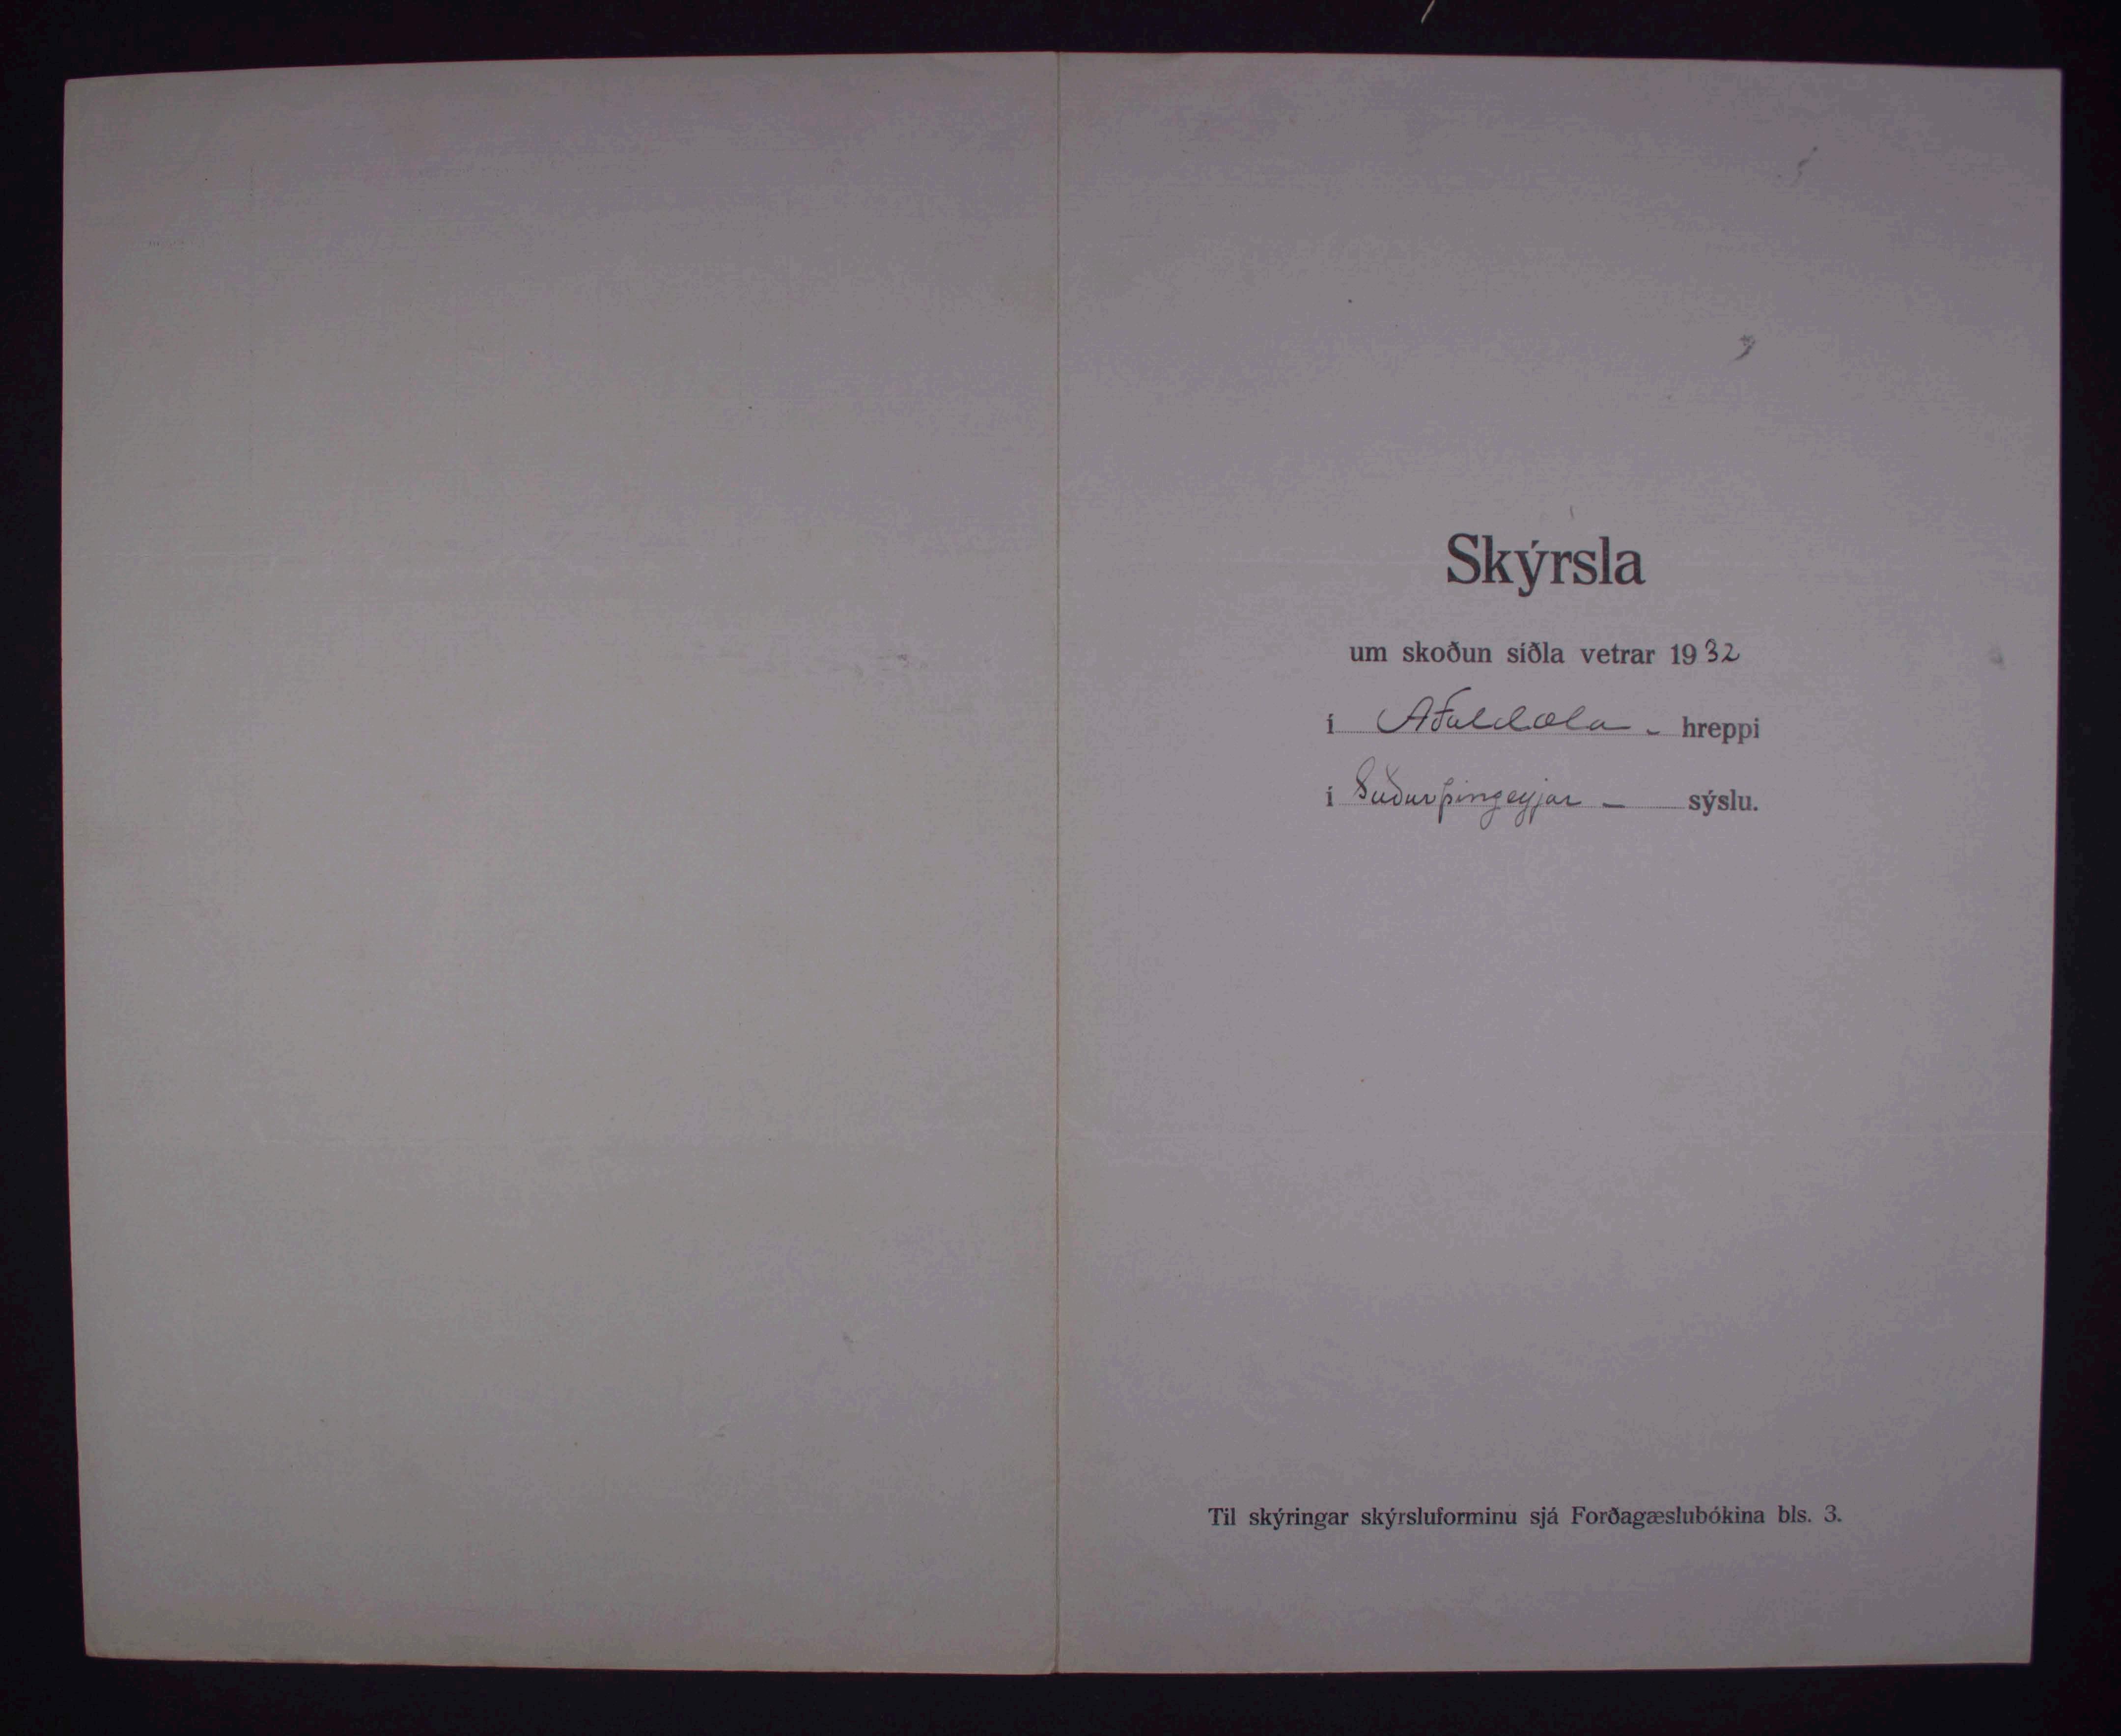 Skýrsla
um skoðun síðla vetrar 1932
í Aðaldæla - hreppi
í Suðurþingeyjar - sýslu.
Til skýringar skýrsluforminu sjá Forðagæslubókina bls. 3.